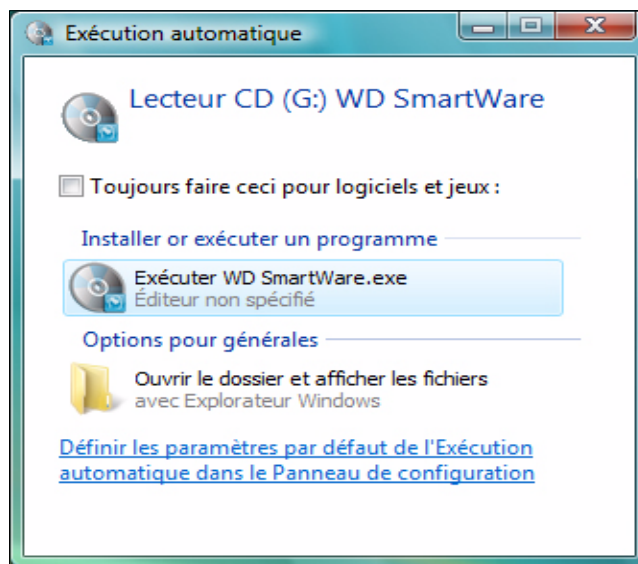 Exécution automatique
Lecteur CD (G:) WD SmartWare
Toujours faire ceci pour logiciels et jeux :
Installer or exécuter un programme
Exécuter WD SmartWare.exe
Éditeur non spécifié
Options pour générales
Ouvrir le dossier et afficher les fichiers
avec Explorateur Windows
Définir les paramètres par défaut de l'Exécution
automatique dans le Panneau de configuration